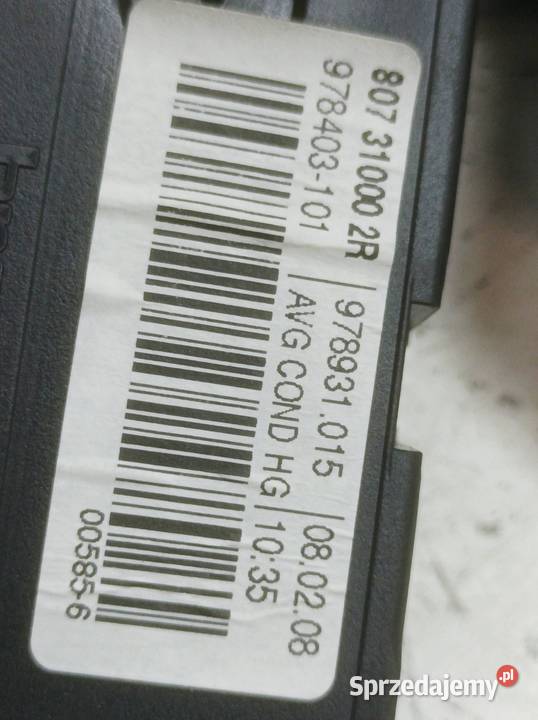 807 31000 2R | 978931.015 | 08.02.08
978403-101 | AVG COND HG | 10:35
00585-6
Sprzedajemy.pl